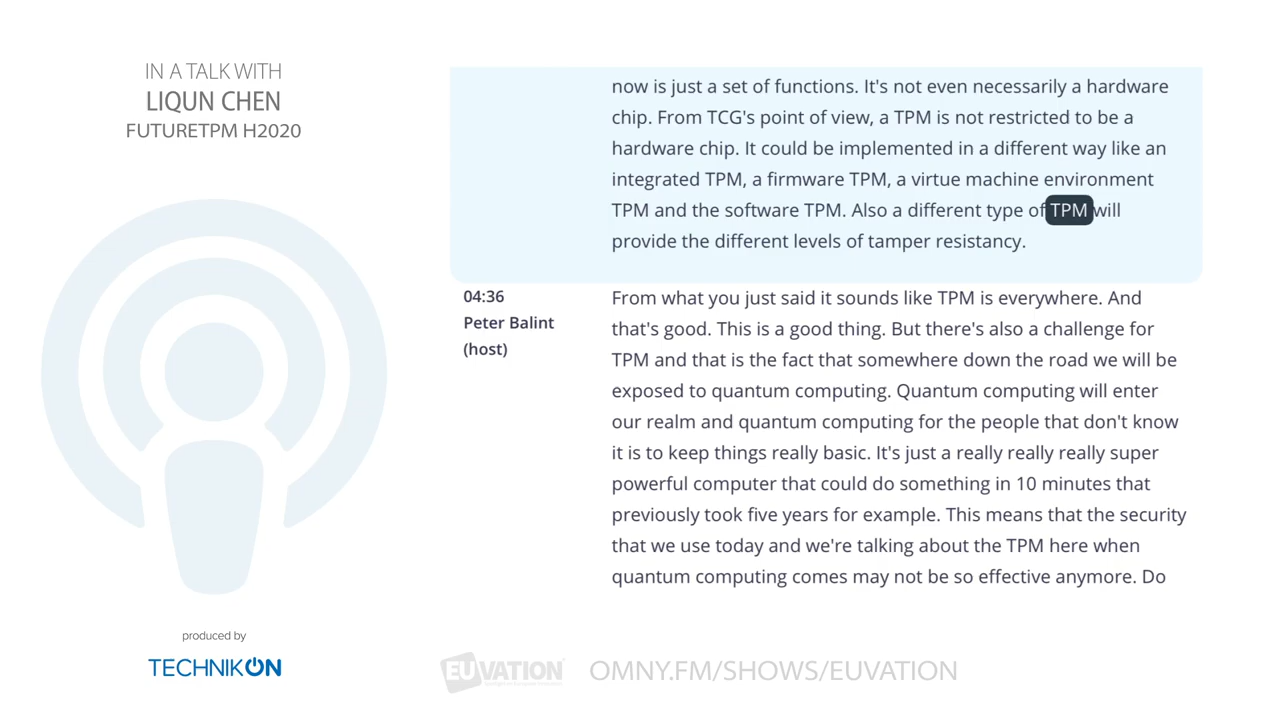 IN A TALK WITH
LIQUN CHEN
FUTURETPM H2020
now is just a set of functions. It's not even necessarily a hardware
chip. From TCG's point of view, a TPM is not restricted to be a
hardware chip. It could be implemented in a different way like an
integrated TPM, a firmware TPM, a virtue machine environment
TPM and the software TPM. Also a different type of TPM will
provide the different levels of tamper resistancy.
04:36
Peter Balint
(host)
From what you just said it sounds like TPM is everywhere. And
that's good. This is a good thing. But there's also a challenge for
TPM and that is the fact that somewhere down the road we will be
exposed to quantum computing. Quantum computing will enter
our realm and quantum computing for the people that don't know
it is to keep things really basic. It's just a really really really super
powerful computer that could do something in 10 minutes that
previously took five years for example. This means that the security
that we use today and we're talking about the TPM here when
quantum computing comes may not be so effective anymore. Do
produced by
TECHNIKON
EUVATION
OMNY.FM/SHOWS/EUVATION